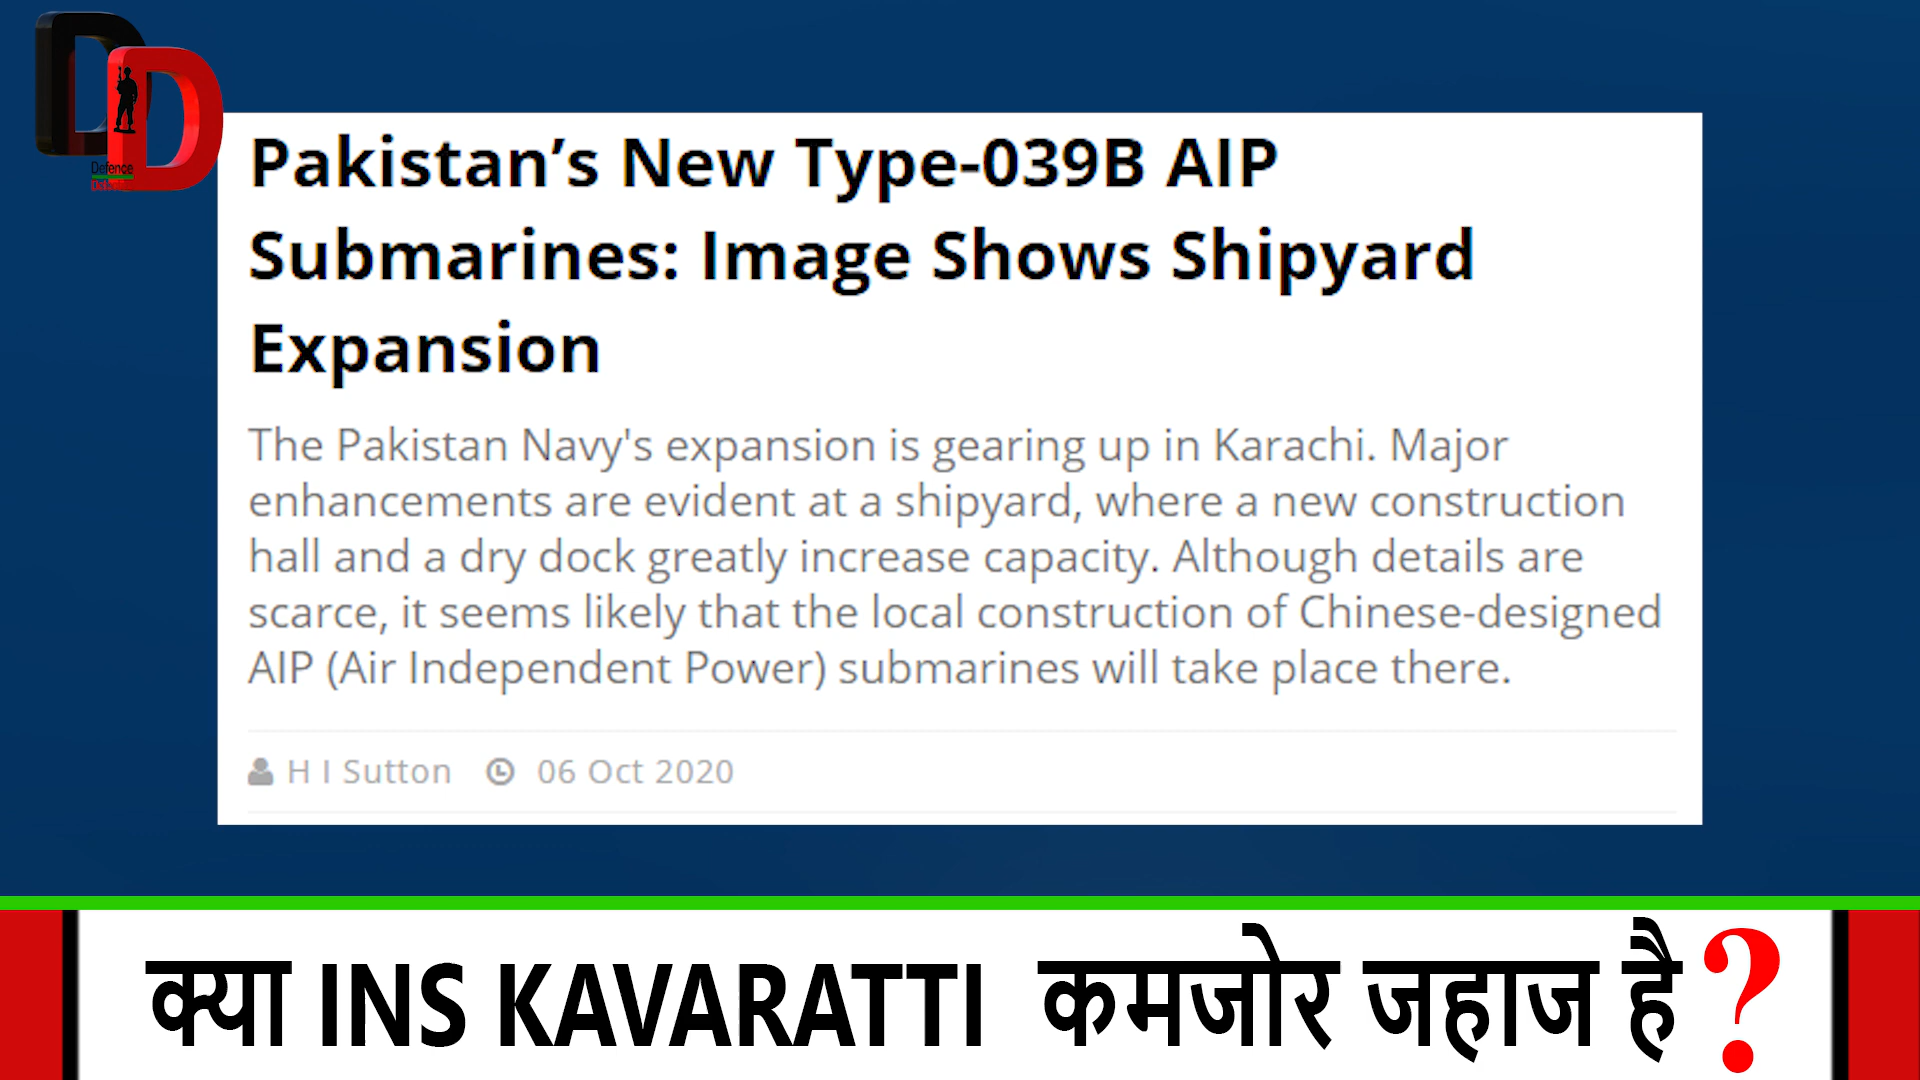 Defence
Pakistan’s New Type-039B AIP
Submarines: Image Shows Shipyard
Expansion
The Pakistan Navy's expansion is gearing up in Karachi. Major
enhancements are evident at a shipyard, where a new construction
hall and a dry dock greatly increase capacity. Although details are
scarce, it seems likely that the local construction of Chinese-designed
AIP (Air Independent Power) submarines will take place there.
H I Sutton 06 Oct 2020
क्या INS KAVARATTI कमजोर जहाज है?